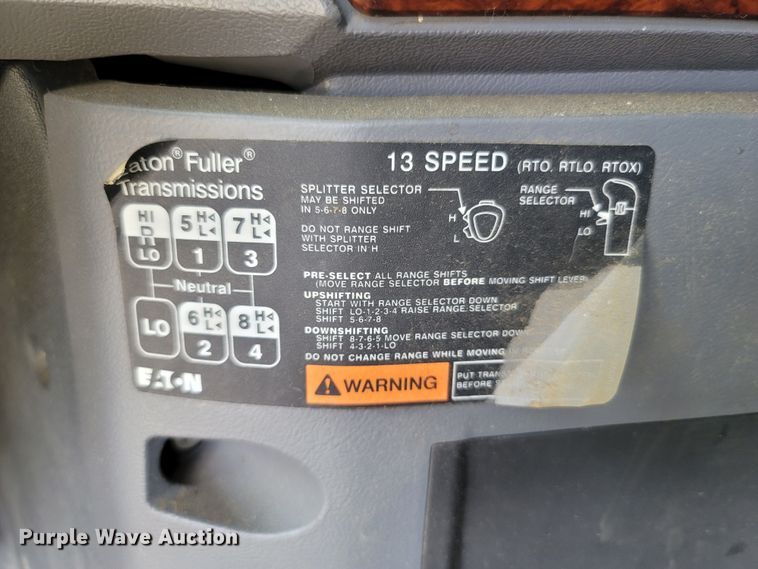 Eaton® Fuller®
Transmissions
13 SPEED (RTO, RTLO, RTOX)
HI
R
LO
5 H
L
1
7 H
L
3
Neutral
LO
6 H
L
2
8 H
L
4
EATON
SPLITTER SELECTOR
MAY BE SHIFTED
IN 5-6-7-8 ONLY
H
L
DO NOT RANGE SHIFT
WITH SPLITTER
SELECTOR IN H
RANGE
SELECTOR
HI
LO
PRE-SELECT ALL RANGE SHIFTS
(MOVE RANGE SELECTOR BEFORE MOVING SHIFT LEVER)
UPSHIFTING
START WITH RANGE SELECTOR DOWN
SHIFT LO-1-2-3-4 RAISE RANGE SELECTOR
SHIFT 5-6-7-8
DOWNSHIFTING
SHIFT 8-7-6-5 MOVE RANGE SELECTOR DOWN
SHIFT 4-3-2-1-LO
DO NOT CHANGE RANGE WHILE MOVING IN
WARNING
PUT
BEFORE
Purple Wave Auction